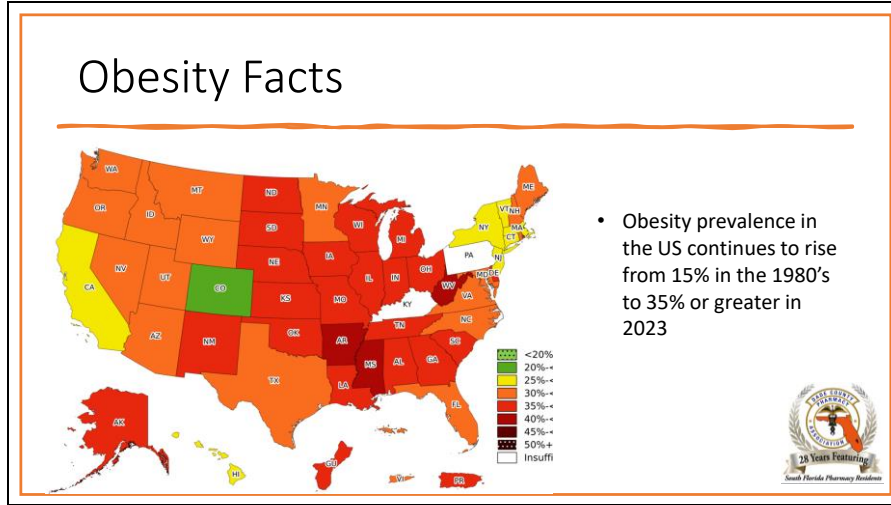 Obesity Facts
WA
OR
CA
NV
ID
MT
WY
UT
AZ
CO
NM
ND
SD
NE
KS
OK
TX
MN
IA
MO
AR
LA
WI
IL
MI
IN
OH
KY
TN
MS
AL
GA
FL
SC
NC
VA
WV
PA
NY
VT
NH
ME
MA
CT
NJ
MD
DE
AK
HI
GU
VI
PR
<20%
20%-<
25%-<
30%-<
35%-<
40%-<
45%-<
50%+
Insuffi
• Obesity prevalence in
the US continues to rise
from 15% in the 1980’s
to 35% or greater in
2023
DADE COUNTY
PHARMACY
ASSOCIATION
28 Years Featuring
South Florida Pharmacy Residents